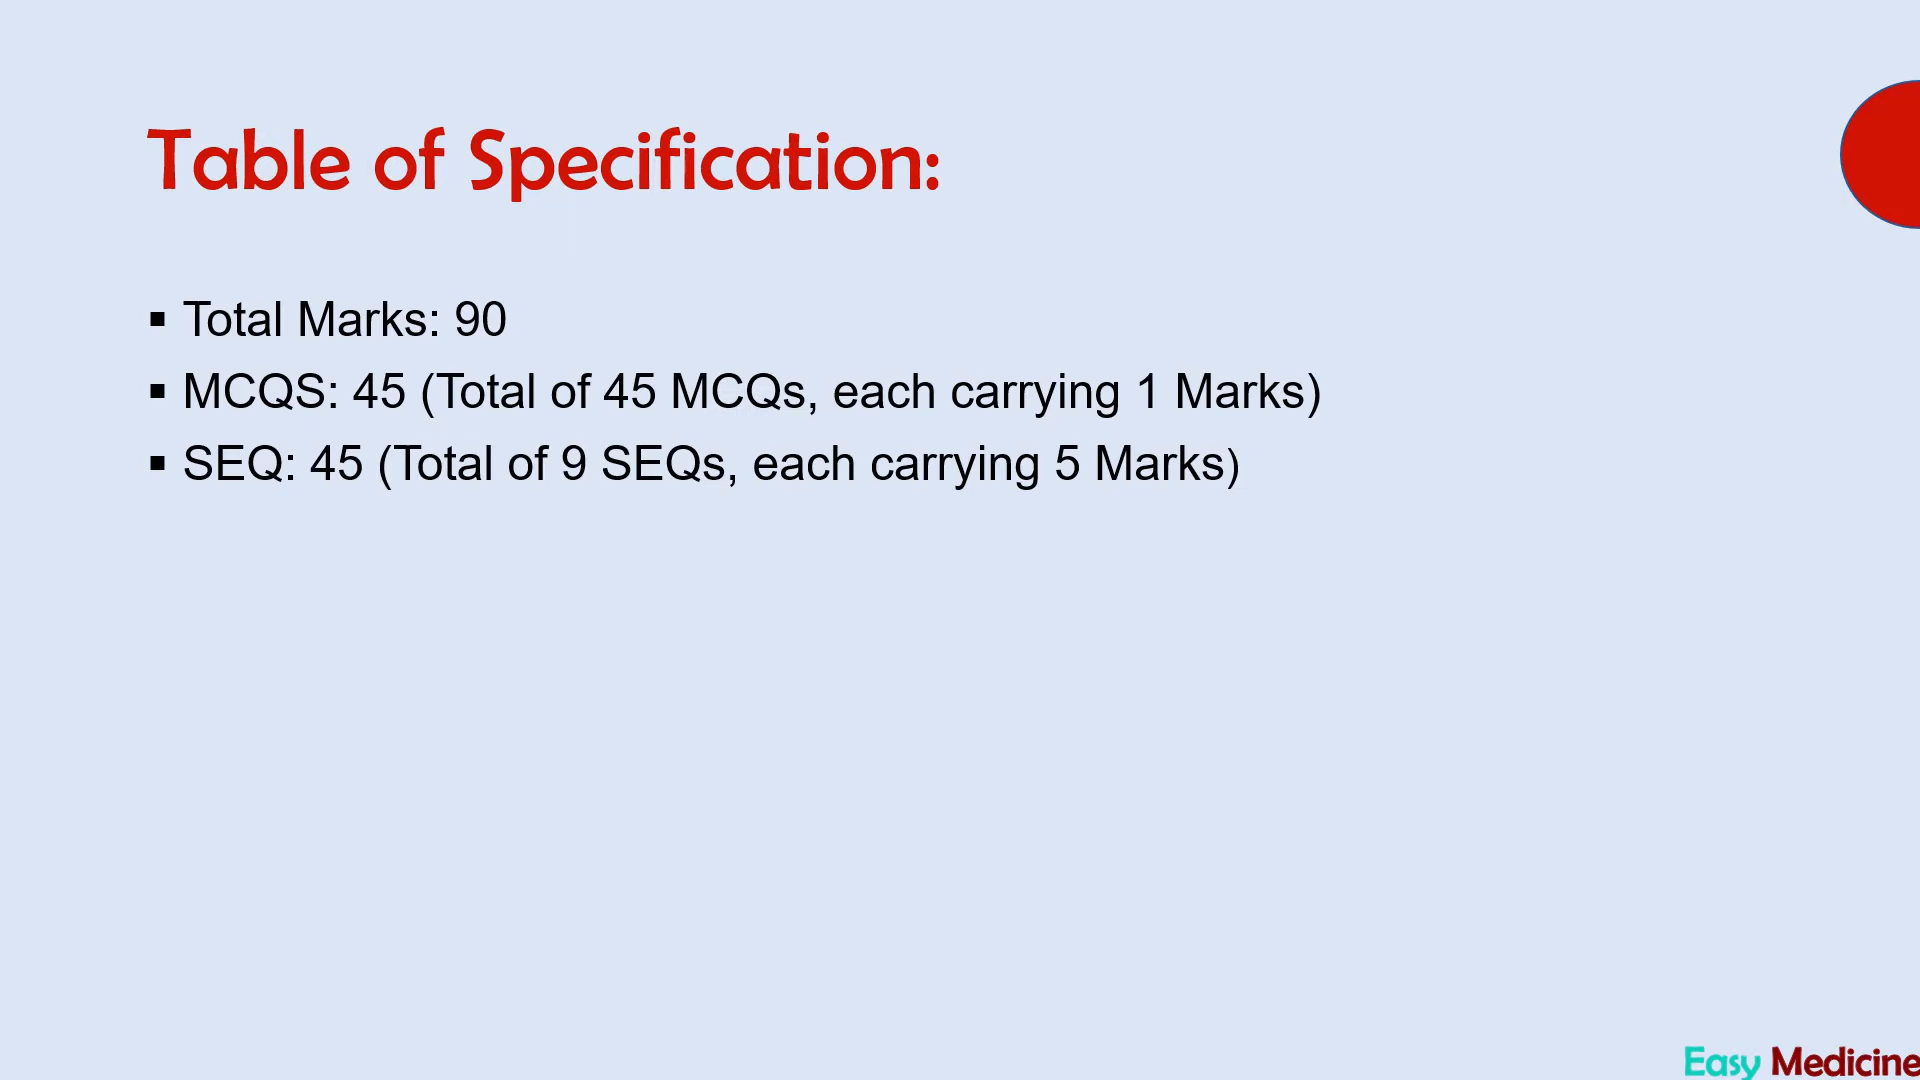 Table of Specification:
▪ Total Marks: 90
▪ MCQS: 45 (Total of 45 MCQs, each carrying 1 Marks)
▪ SEQ: 45 (Total of 9 SEQs, each carrying 5 Marks)
Easy Medicine